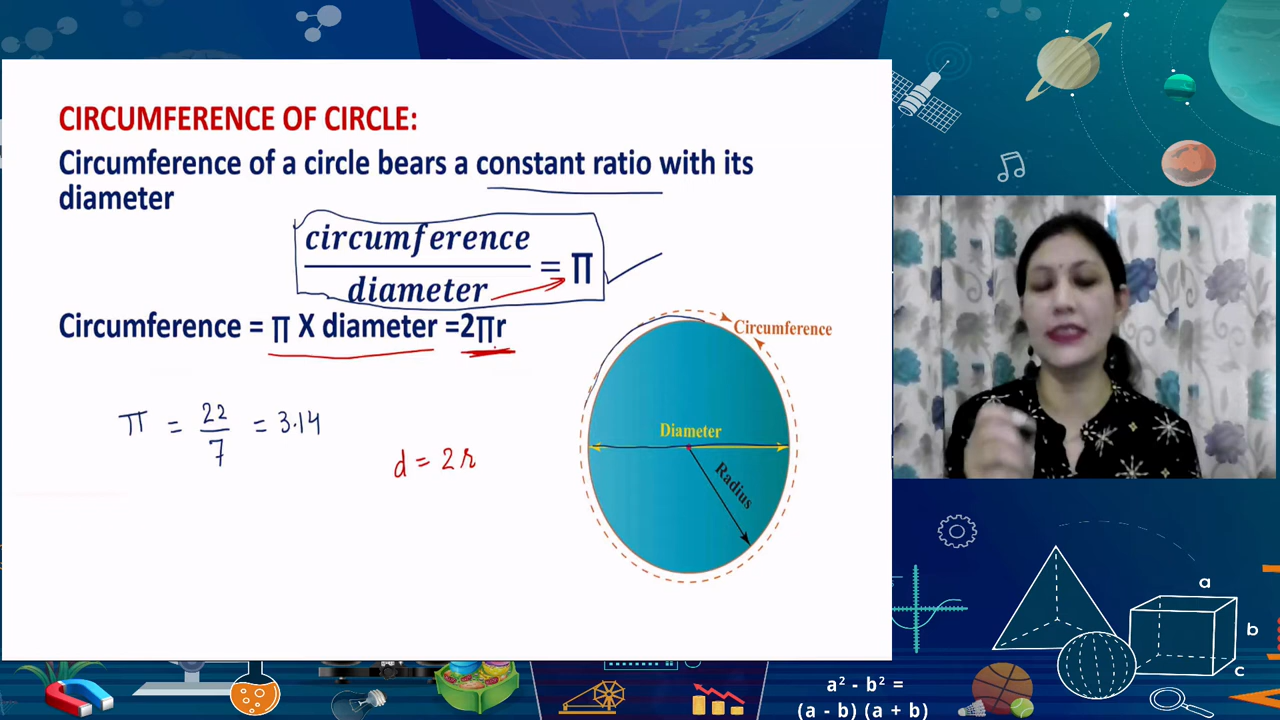 CIRCUMFERENCE OF CIRCLE:
Circumference of a circle bears a constant ratio with its
diameter
circumference
diameter
= ∏
Circumference = ∏ X diameter =2∏r
Circumference
Diameter
Radius
π = 22/7 = 3.14
d = 2r
a
b
c
a² - b² =
(a - b) (a + b)